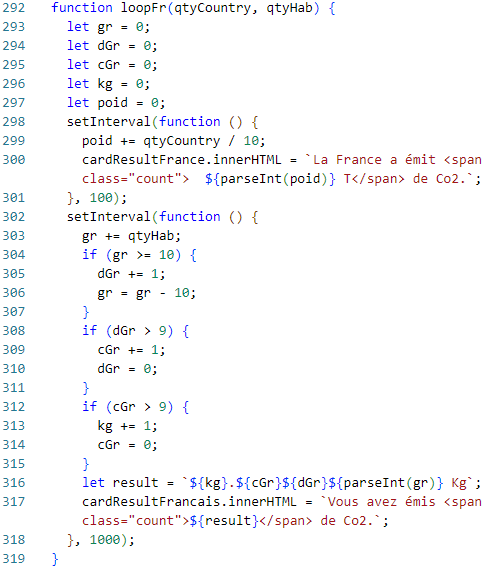 292 function loopFr(qtyCountry, qtyHab) {
293 let gr = 0;
294 let dGr = 0;
295 let cGr = 0;
296 let kg = 0;
297 let poid = 0;
298 setInterval(function () {
299 poid += qtyCountry / 10;
300 cardResultFrance.innerHTML = `La France a émit <span
class="count">  ${parseInt(poid)} T</span> de Co2.`;
301 }, 100);
302 setInterval(function () {
303 gr += qtyHab;
304 if (gr >= 10) {
305 dGr += 1;
306 gr = gr - 10;
307 }
308 if (dGr > 9) {
309 cGr += 1;
310 dGr = 0;
311 }
312 if (cGr > 9) {
313 kg += 1;
314 cGr = 0;
315 }
316 let result = `${kg}.${cGr}${dGr}${parseInt(gr)} Kg`;
317 cardResultFrancais.innerHTML = `Vous avez émis <span
class="count">${result}</span> de Co2.`;
318 }, 1000);
319 }